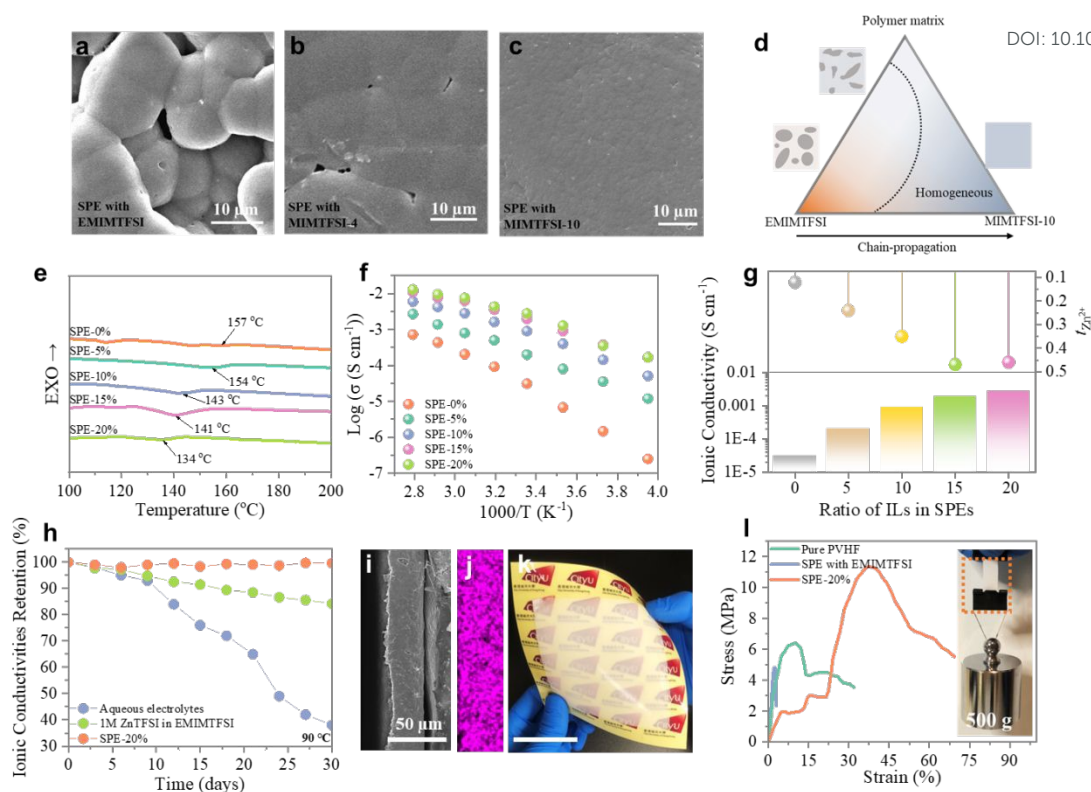 DOI: 10.10
a
SPE with
EMIMTFSI
10 µm
b
SPE with
MIMTFSI-4
10 µm
c
SPE with
MIMTFSI-10
10 µm
d
Polymer matrix
Homogeneous
EMIMTFSI
MIMTFSI-10
Chain-propagation
e
EXO →
SPE-0%
157 °C
SPE-5%
154 °C
SPE-10%
143 °C
SPE-15%
141 °C
SPE-20%
134 °C
100 120 140 160 180 200
Temperature (°C)
f
Log (σ (S cm⁻¹))
-2
-3
-4
-5
-6
-7
SPE-0%
SPE-5%
SPE-10%
SPE-15%
SPE-20%
2.8 3.0 3.2 3.4 3.6 3.8 4.0
1000/T (K⁻¹)
g
Ionic Conductivity (S cm⁻¹)
0.01
0.001
1E-4
1E-5
0.1
0.2
0.3
0.4
0.5
tZn²⁺
0 5 10 15 20
Ratio of ILs in SPEs
h
Ionic Conductivities Retention (%)
100
90
80
70
60
50
40
30
Aqueous electrolytes
1M ZnTFSI in EMIMTFSI
SPE-20%
90 °C
0 5 10 15 20 25 30
Time (days)
i
50 µm
j
k
CityU
l
Stress (MPa)
12
10
8
6
4
2
0
Pure PVHF
SPE with EMIMTFSI
SPE-20%
500 g
0 15 30 45 60 75 90
Strain (%)